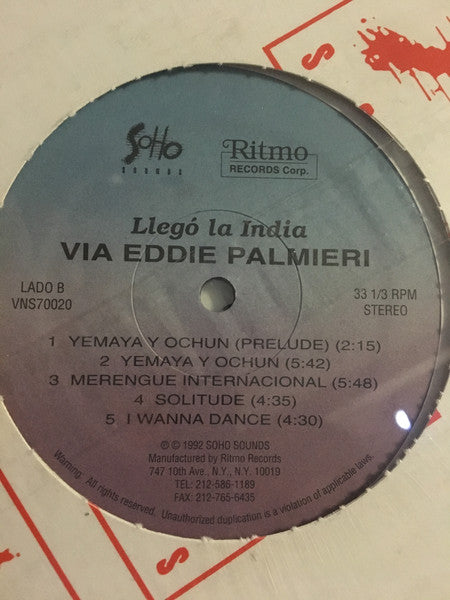 SoHo
SOUNDS
Ritmo
RECORDS Corp.
Llegó la India
VIA EDDIE PALMIERI
LADO B
VNS70020
33 1/3 RPM
STEREO
1 YEMAYA Y OCHUN (PRELUDE) (2:15)
2 YEMAYA Y OCHUN (5:42)
3 MERENGUE INTERNACIONAL (5:48)
4 SOLITUDE (4:35)
5 I WANNA DANCE (4:30)
℗ © 1992 SOHO SOUNDS
Manufactured by Ritmo Records
747 10th Ave., N.Y., N.Y. 10019
TEL: 212-586-1189
FAX: 212-765-6435
Warning. All rights reserved. Unauthorized duplication is a violation of applicable laws.
S
S
S